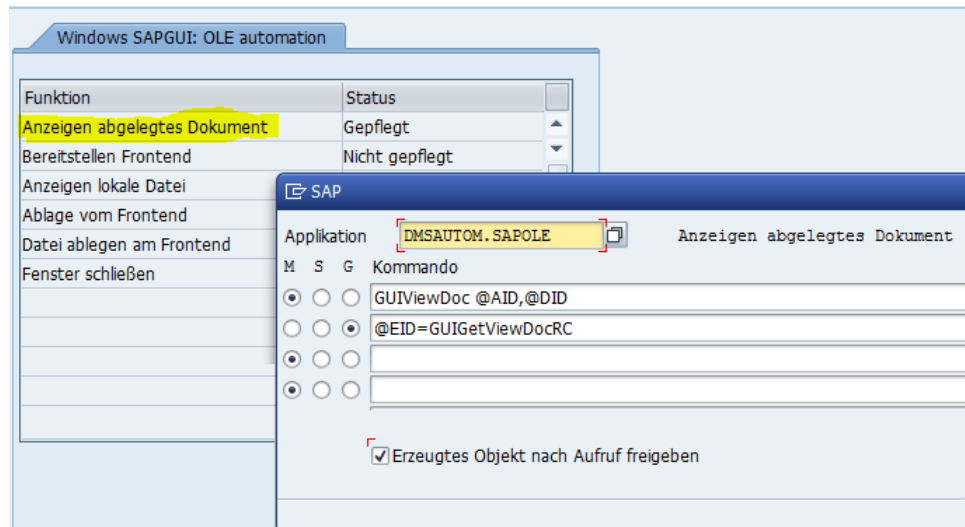 Windows SAPGUI: OLE automation
Funktion Status
Anzeigen abgelegtes Dokument Gepflegt
Bereitstellen Frontend Nicht gepflegt
Anzeigen lokale Datei
Ablage vom Frontend
Datei ablegen am Frontend
Fenster schließen
SAP
Applikation DMSAUTOM.SAPOLE Anzeigen abgelegtes Dokument
M S G Kommando
GUIViewDoc @AID,@DID
@EID=GUIGetViewDocRC
Erzeugtes Objekt nach Aufruf freigeben